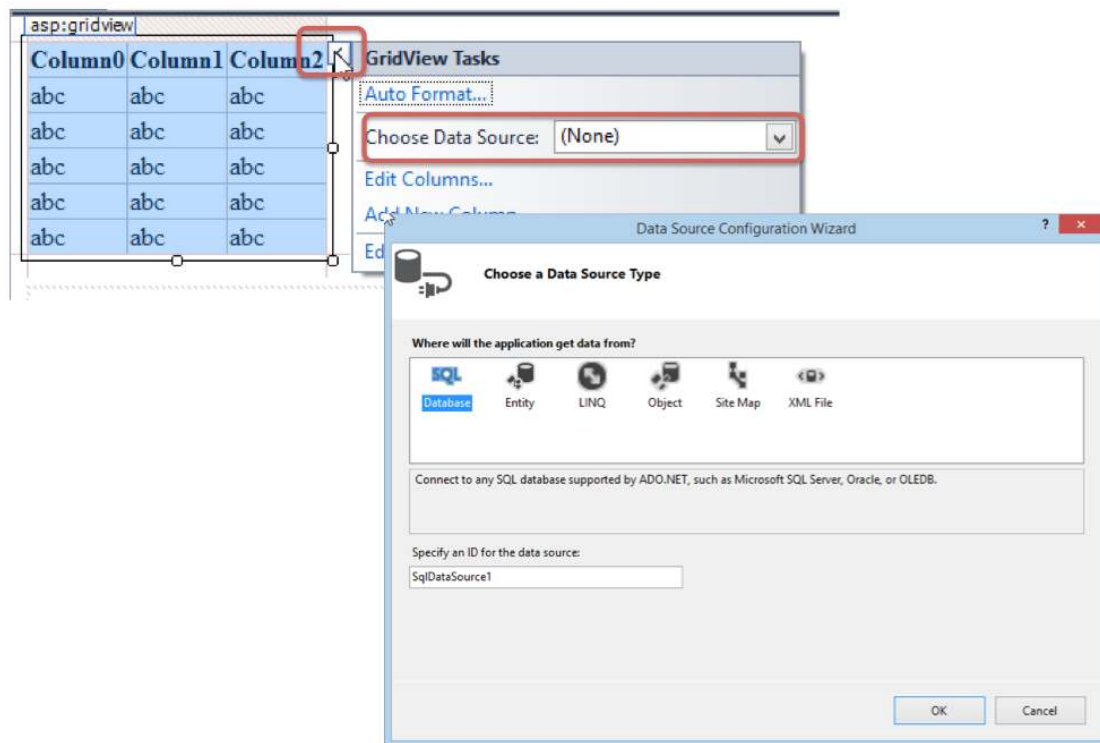 asp:gridview
Column0 Column1 Column2
abc abc abc
abc abc abc
abc abc abc
abc abc abc
abc abc abc
GridView Tasks
Auto Format...
Choose Data Source: (None)
Edit Columns...
Add New Column
Ed
Data Source Configuration Wizard
?
Choose a Data Source Type
Where will the application get data from?
SQL
Database Entity LINQ Object Site Map XML File
Connect to any SQL database supported by ADO.NET, such as Microsoft SQL Server, Oracle, or OLEDB.
Specify an ID for the data source:
SqlDataSource1
OK Cancel